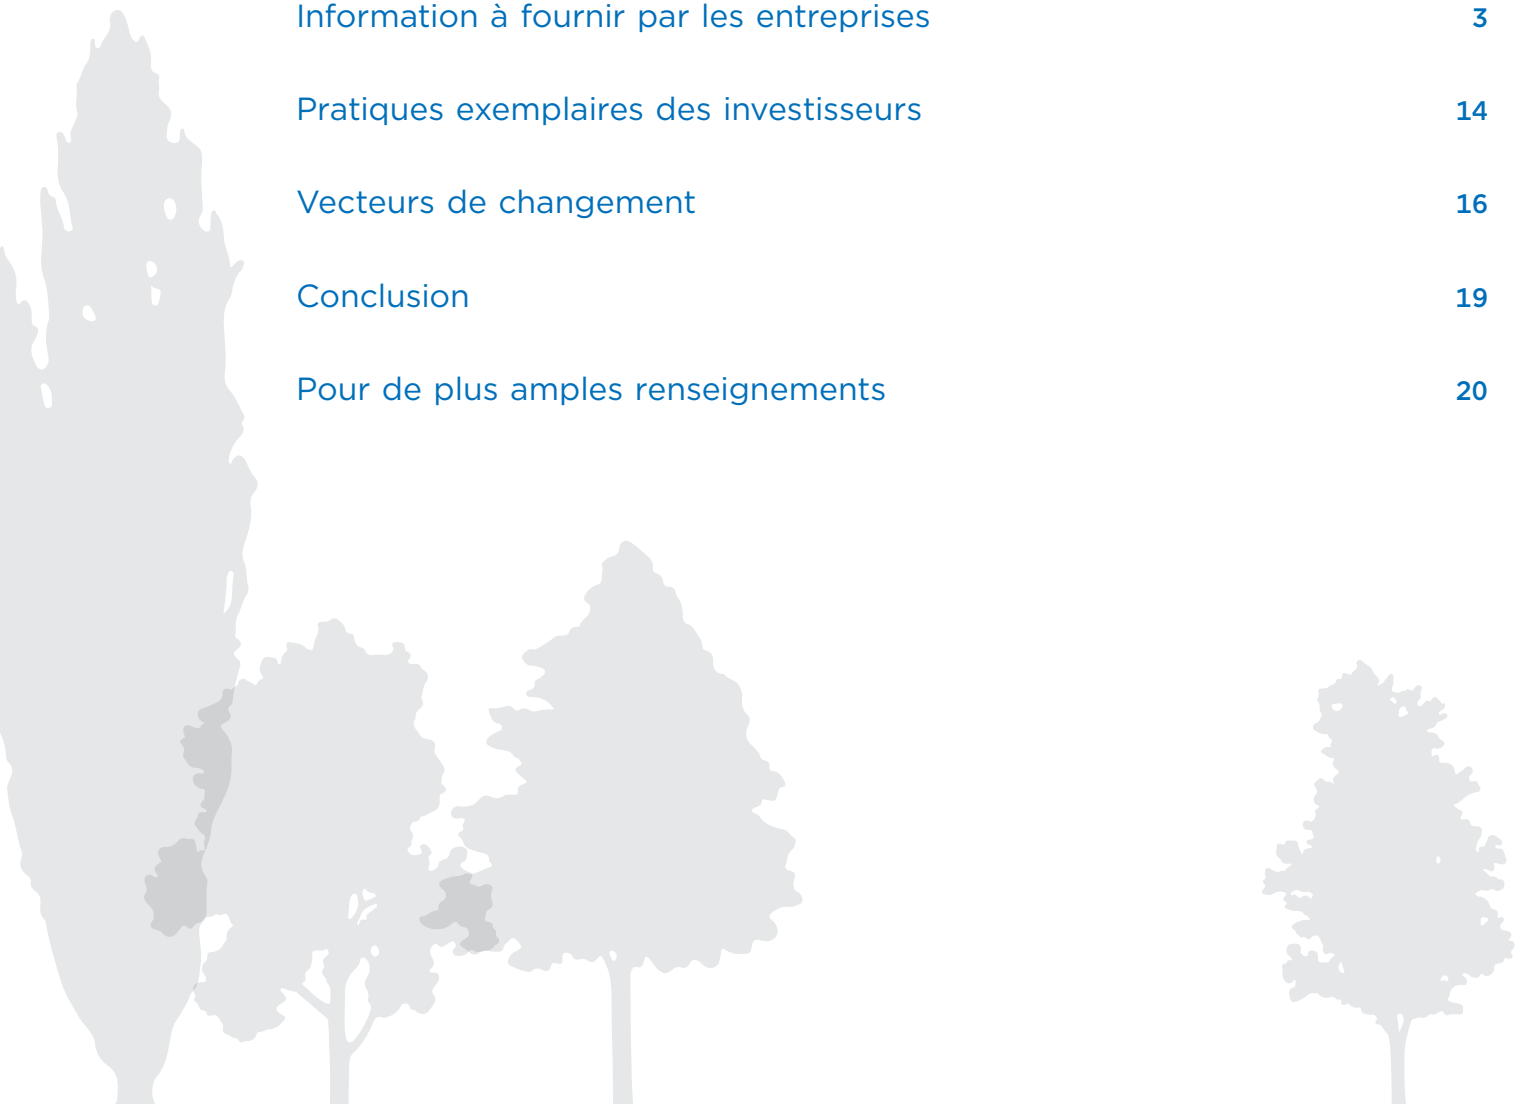 Information à fournir par les entreprises 3
Pratiques exemplaires des investisseurs 14
Vecteurs de changement 16
Conclusion 19
Pour de plus amples renseignements 20